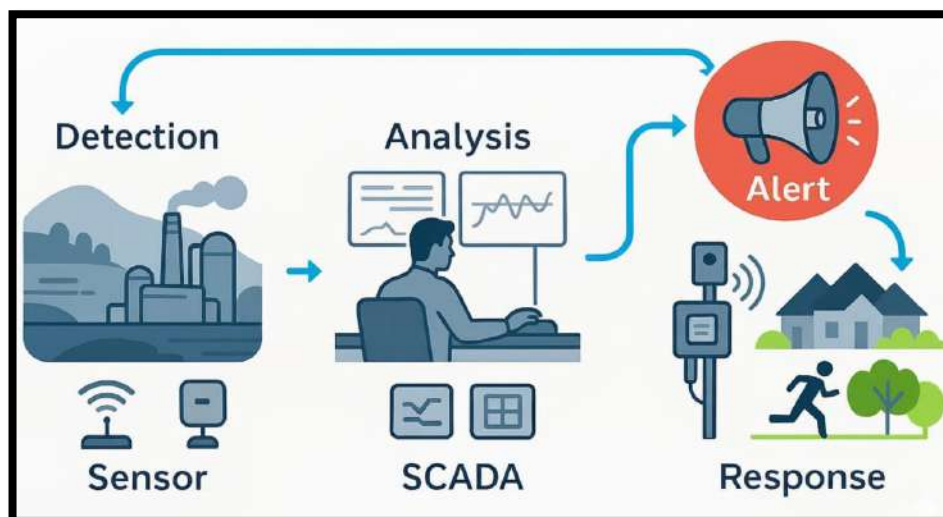 Detection
Analysis
Alert
Sensor
SCADA
Response